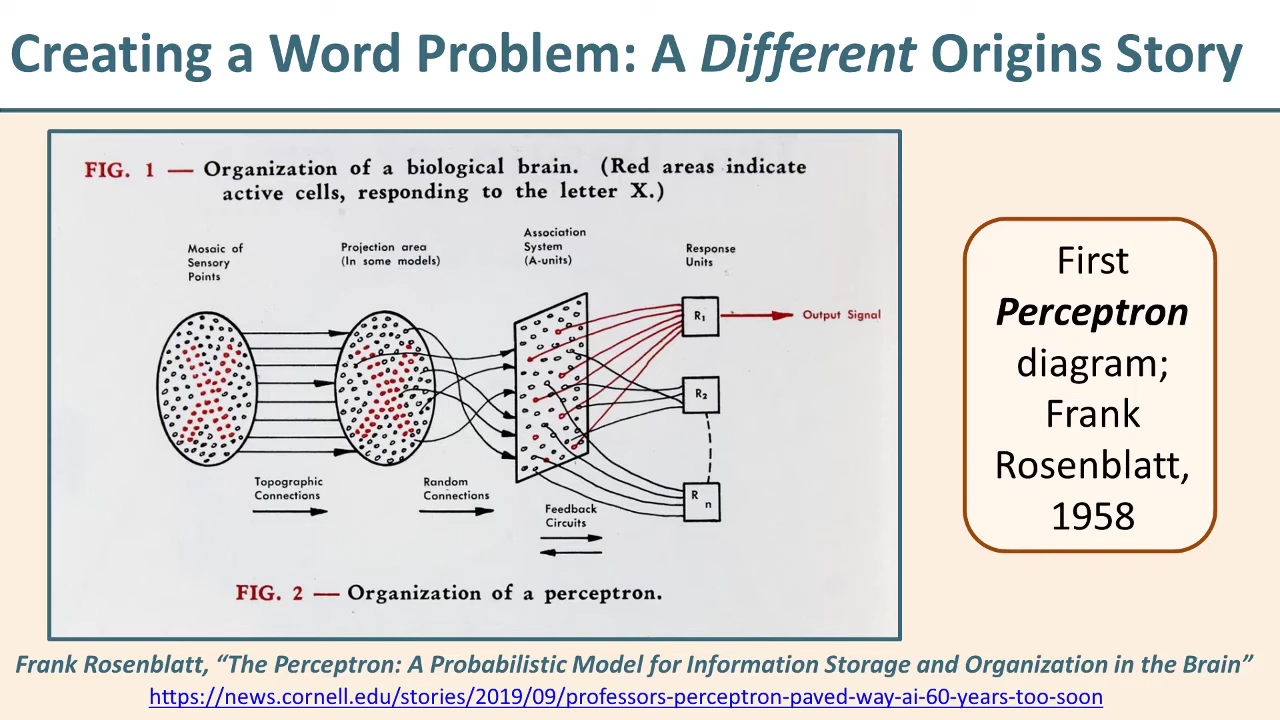 Creating a Word Problem: A Different Origins Story
FIG. 1 — Organization of a biological brain. (Red areas indicate
active cells, responding to the letter X.)
Mosaic of
Sensory
Points
Projection area
(In some models)
Association
System
(A-units)
Response
Units
R1
Output Signal
R2
R n
Topographic
Connections
Random
Connections
Feedback
Circuits
FIG. 2 — Organization of a perceptron.
First
Perceptron
diagram;
Frank
Rosenblatt,
1958
Frank Rosenblatt, “The Perceptron: A Probabilistic Model for Information Storage and Organization in the Brain”
https://news.cornell.edu/stories/2019/09/professors-perceptron-paved-way-ai-60-years-too-soon